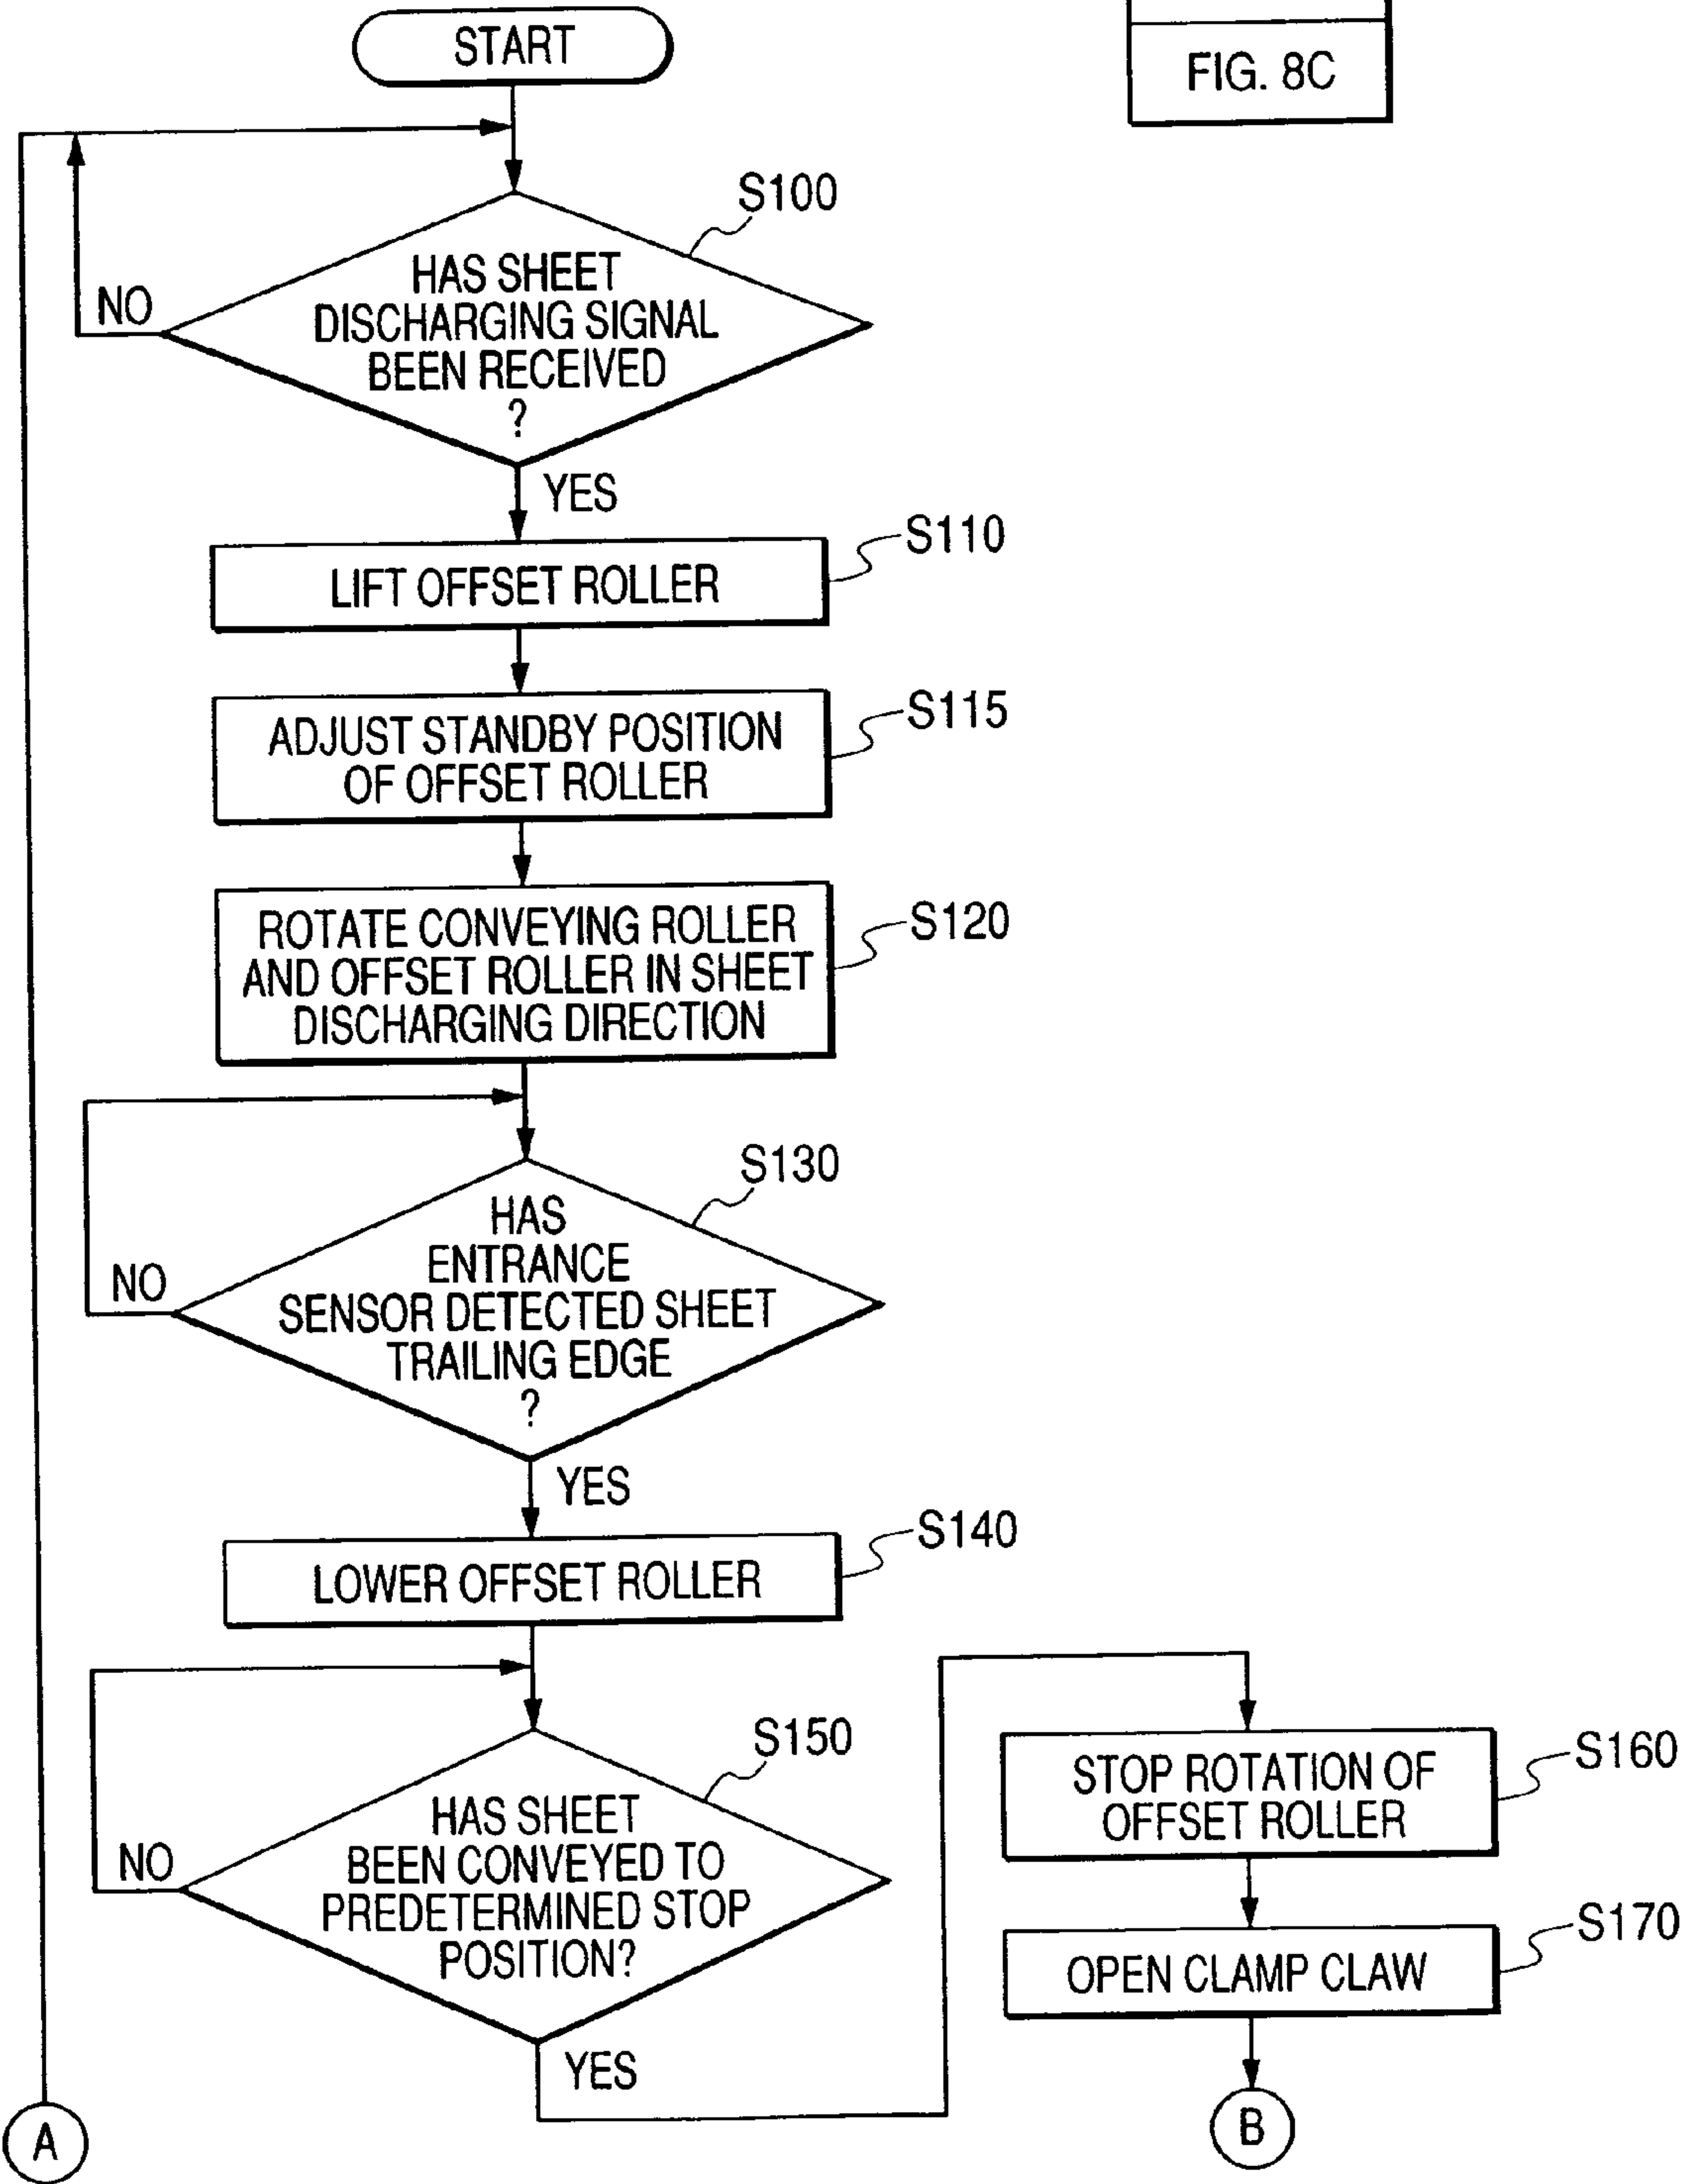 FIG. 8C
START
S100
HAS SHEET
DISCHARGING SIGNAL
BEEN RECEIVED
?
NO
YES
S110
LIFT OFFSET ROLLER
S115
ADJUST STANDBY POSITION
OF OFFSET ROLLER
S120
ROTATE CONVEYING ROLLER
AND OFFSET ROLLER IN SHEET
DISCHARGING DIRECTION
S130
HAS
ENTRANCE
SENSOR DETECTED SHEET
TRAILING EDGE
?
NO
YES
S140
LOWER OFFSET ROLLER
S150
HAS SHEET
BEEN CONVEYED TO
PREDETERMINED STOP
POSITION?
NO
YES
S160
STOP ROTATION OF
OFFSET ROLLER
S170
OPEN CLAMP CLAW
A
B